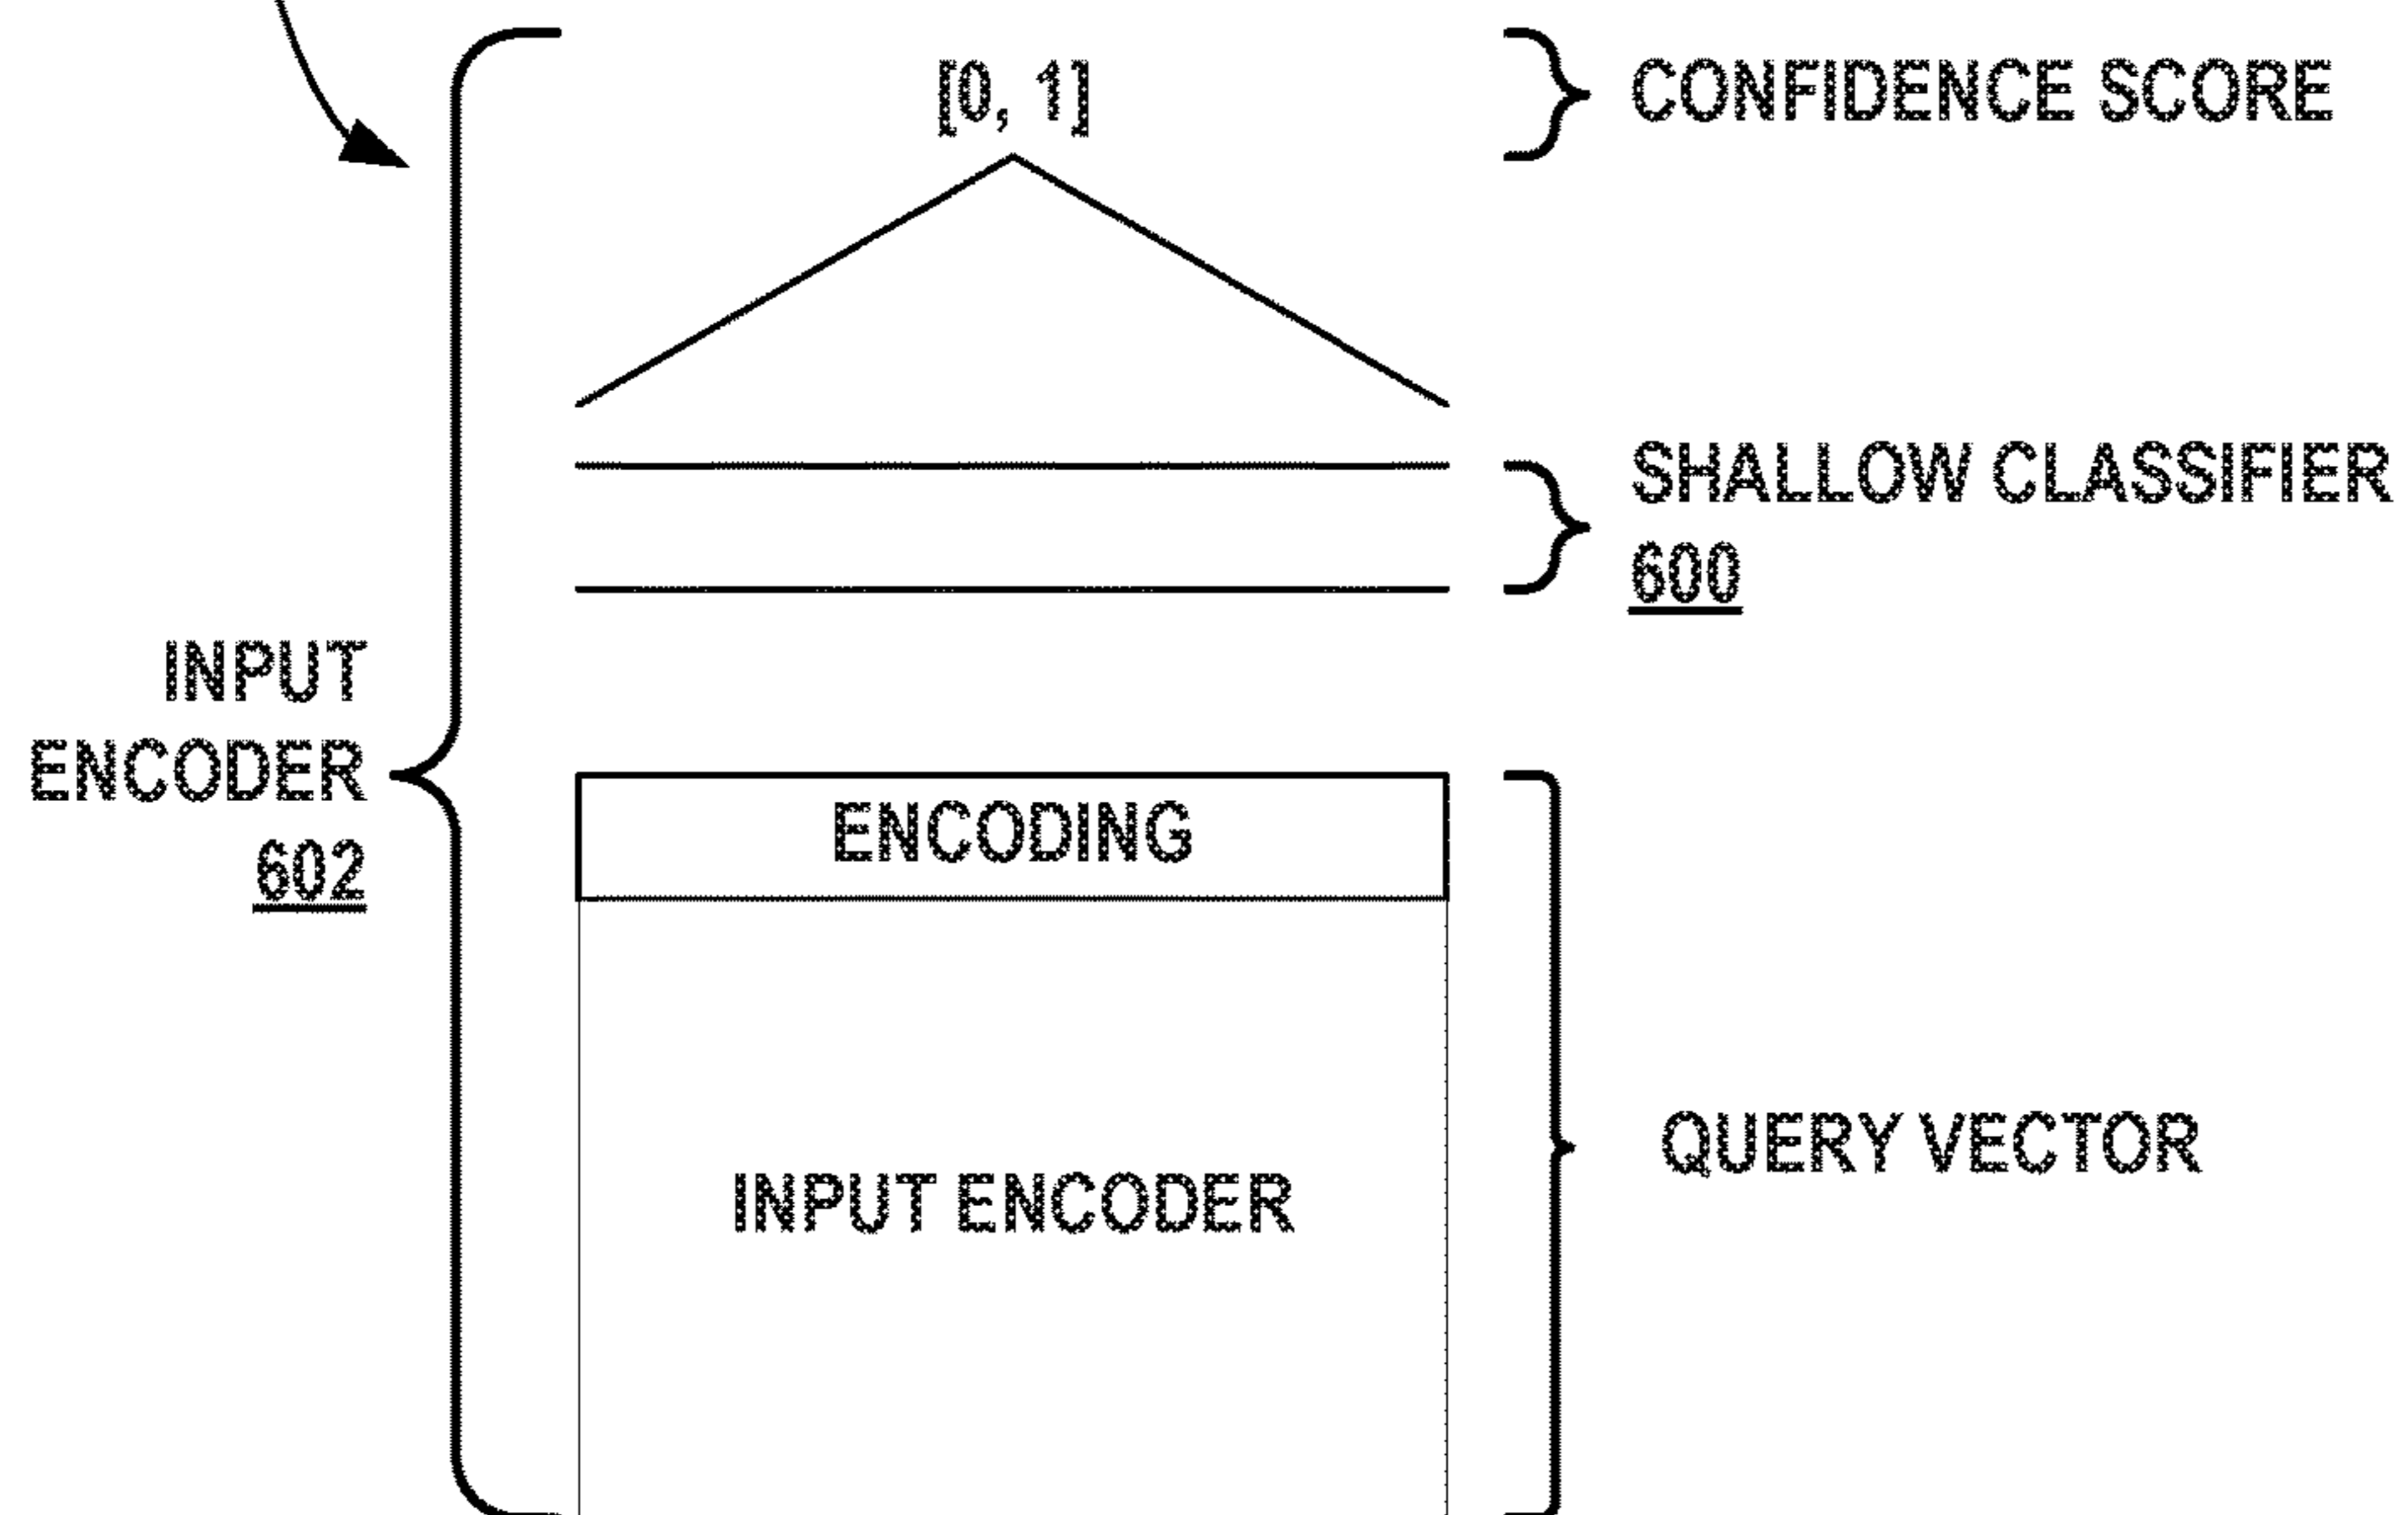 [0, 1]
CONFIDENCE SCORE
SHALLOW CLASSIFIER
600
INPUT
ENCODER
602
ENCODING
INPUT ENCODER
QUERY VECTOR